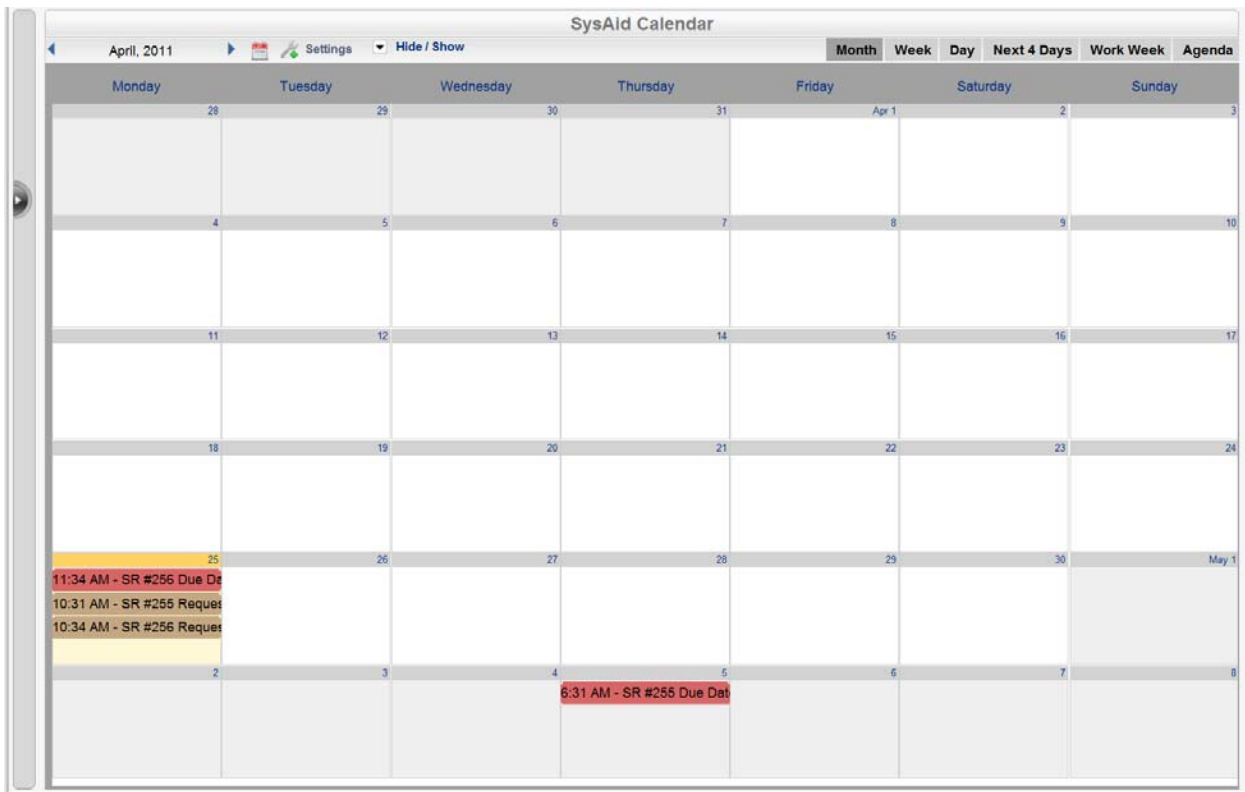 SysAid Calendar
April, 2011 Settings Hide / Show Month Week Day Next 4 Days Work Week Agenda
Monday Tuesday Wednesday Thursday Friday Saturday Sunday
28 29 30 31 Apr 1 2 3
4 5 6 7 8 9 10
11 12 13 14 15 16 17
18 19 20 21 22 23 24
25 26 27 28 29 30 May 1
11:34 AM - SR #256 Due Da
10:31 AM - SR #255 Reques
10:34 AM - SR #256 Reques
2 3 4 5 6 7 8
6:31 AM - SR #255 Due Dat